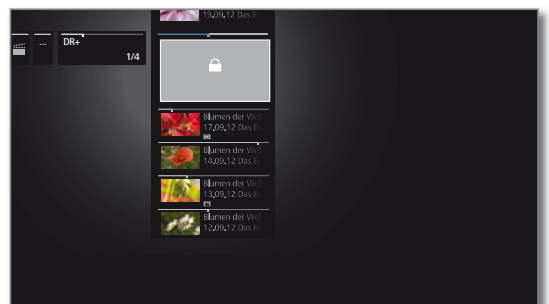 19.09.12 Das E
...
DR+
1/4
Blumen der Wel
17.09.12 Das E
Blumen der Wel
14.09.12 Das E
Blumen der Wel
13.09.12 Das E
Blumen der Wel
12.09.12 Das E